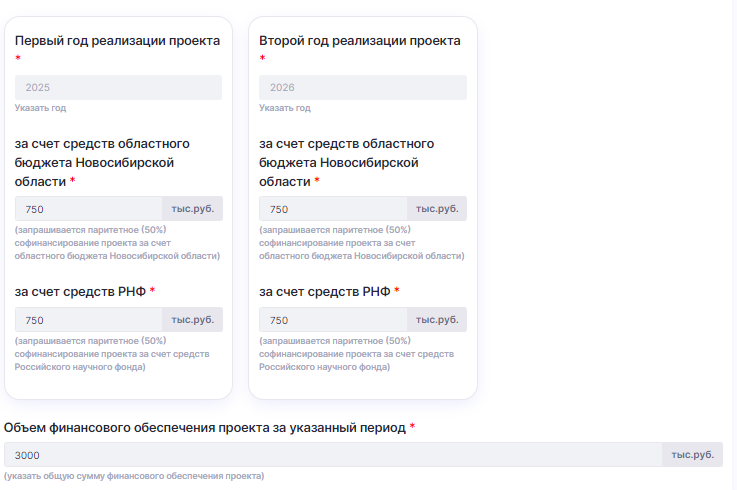 Первый год реализации проекта
*
2025
Указать год
за счет средств областного
бюджета Новосибирской
области *
750 тыс.руб.
(запрашивается паритетное (50%)
софинансирование проекта за счет
областного бюджета Новосибирской области)
за счет средств РНФ *
750 тыс.руб.
(запрашивается паритетное (50%)
софинансирование проекта за счет средств
Российского научного фонда)
Второй год реализации проекта
*
2026
Указать год
за счет средств областного
бюджета Новосибирской
области *
750 тыс.руб.
(запрашивается паритетное (50%)
софинансирование проекта за счет
областного бюджета Новосибирской области)
за счет средств РНФ *
750 тыс.руб.
(запрашивается паритетное (50%)
софинансирование проекта за счет средств
Российского научного фонда)
Объем финансового обеспечения проекта за указанный период *
3000 тыс.руб.
(указать общую сумму финансового обеспечения проекта)